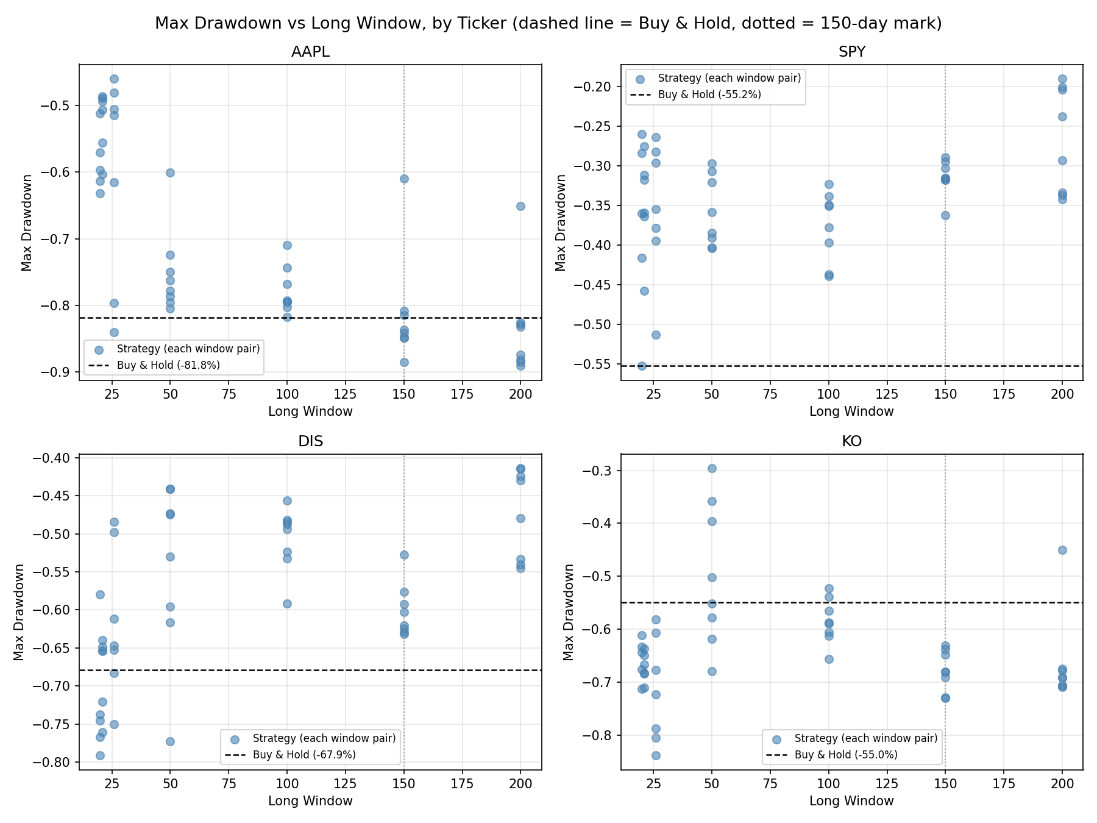 Max Drawdown vs Long Window, by Ticker (dashed line = Buy & Hold, dotted = 150-day mark)
AAPL
Max Drawdown
−0.5
−0.6
−0.7
−0.8
−0.9
Strategy (each window pair)
Buy & Hold (-81.8%)
25 50 75 100 125 150 175 200
Long Window
SPY
Max Drawdown
−0.20
−0.25
−0.30
−0.35
−0.40
−0.45
−0.50
−0.55
Strategy (each window pair)
Buy & Hold (-55.2%)
25 50 75 100 125 150 175 200
Long Window
DIS
Max Drawdown
−0.40
−0.45
−0.50
−0.55
−0.60
−0.65
−0.70
−0.75
−0.80
Strategy (each window pair)
Buy & Hold (-67.9%)
25 50 75 100 125 150 175 200
Long Window
KO
Max Drawdown
−0.3
−0.4
−0.5
−0.6
−0.7
−0.8
Strategy (each window pair)
Buy & Hold (-55.0%)
25 50 75 100 125 150 175 200
Long Window